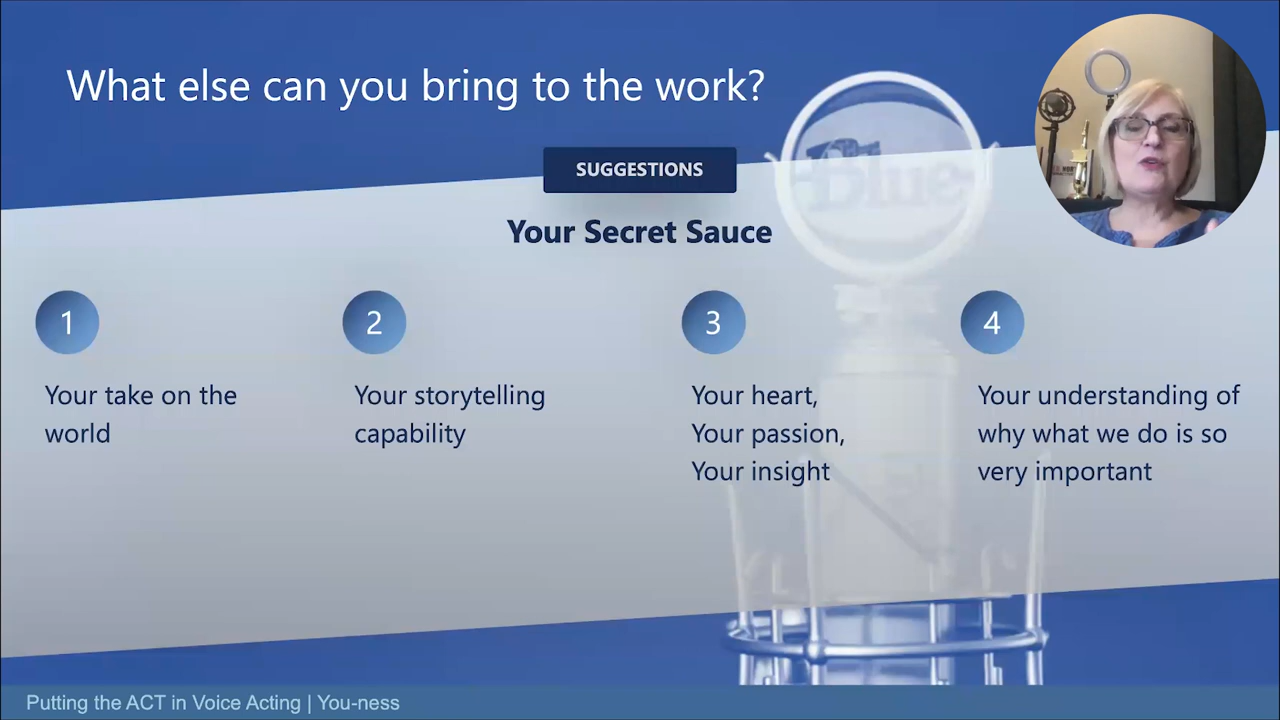 What else can you bring to the work?
SUGGESTIONS
Your Secret Sauce
1
Your take on the
world
2
Your storytelling
capability
3
Your heart,
Your passion,
Your insight
4
Your understanding of
why what we do is so
very important
Blue
Putting the ACT in Voice Acting | You-ness